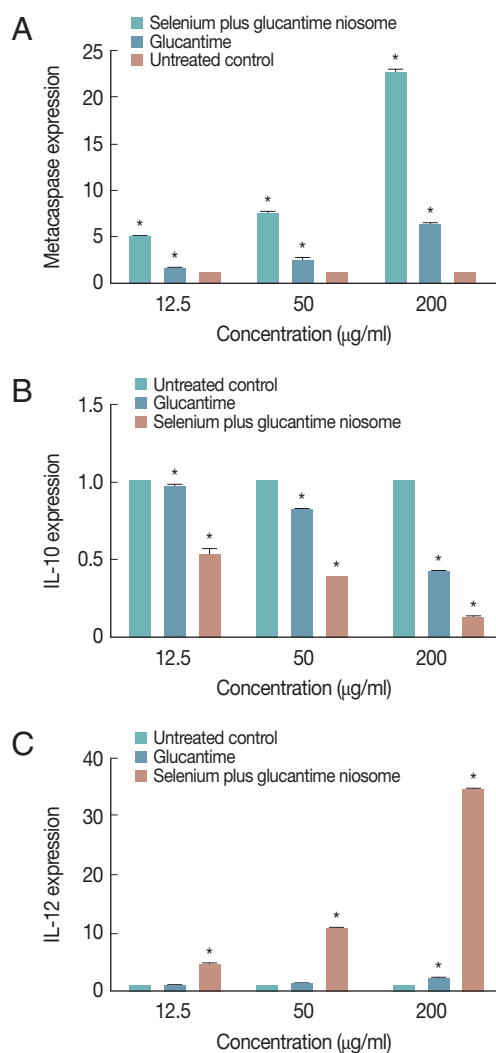 A
Selenium plus glucantime niosome
Glucantime
Untreated control
Metacaspase expression
25
20
15
10
5
0
* * * * * *
12.5 50 200
Concentration (µg/ml)
B
Untreated control
Glucantime
Selenium plus glucantime niosome
IL-10 expression
1.5
1.0
0.5
0
* * * * * *
12.5 50 200
Concentration (µg/ml)
C
Untreated control
Glucantime
Selenium plus glucantime niosome
IL-12 expression
40
30
20
10
0
* * * *
12.5 50 200
Concentration (µg/ml)